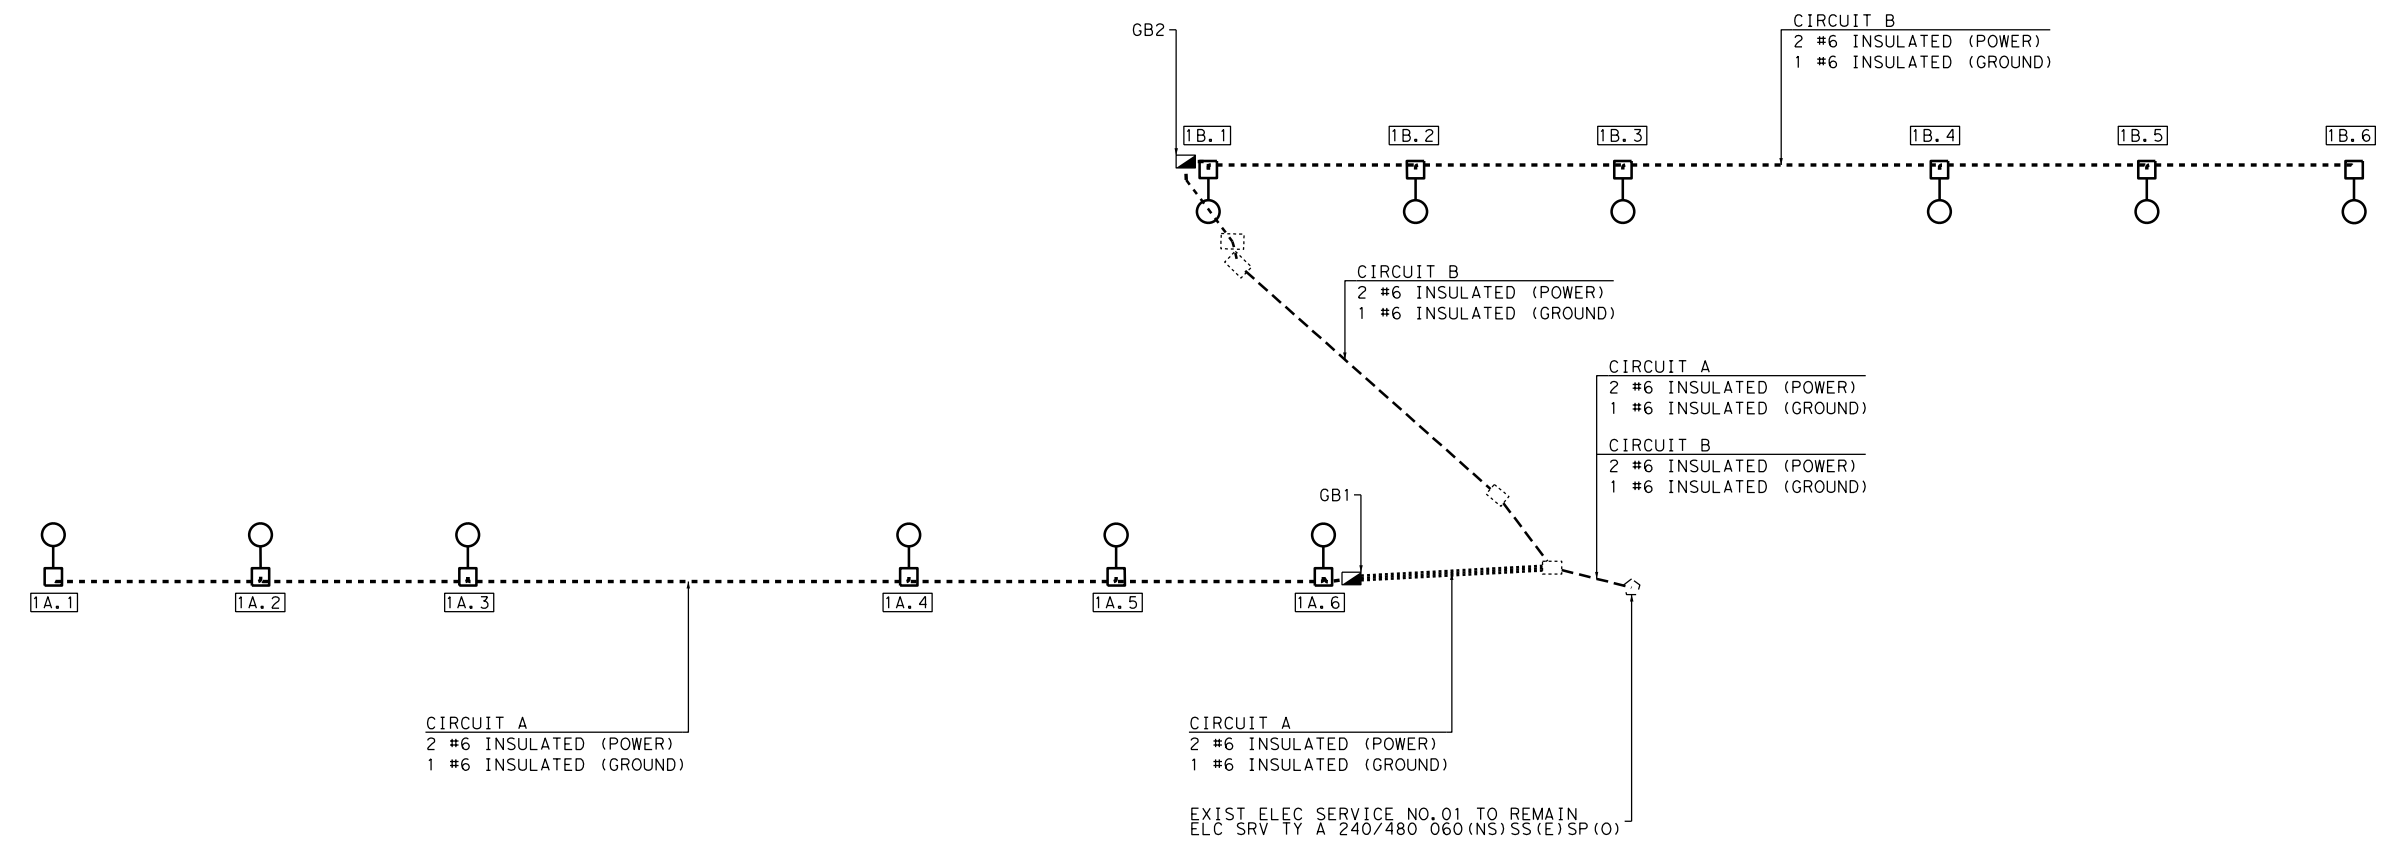 CIRCUIT B
2 #6 INSULATED (POWER)
1 #6 INSULATED (GROUND)
GB2
1B.1
1B.2
1B.3
1B.4
1B.5
1B.6
CIRCUIT B
2 #6 INSULATED (POWER)
1 #6 INSULATED (GROUND)
CIRCUIT A
2 #6 INSULATED (POWER)
1 #6 INSULATED (GROUND)
CIRCUIT B
2 #6 INSULATED (POWER)
1 #6 INSULATED (GROUND)
GB1
1A.1
1A.2
1A.3
1A.4
1A.5
1A.6
CIRCUIT A
2 #6 INSULATED (POWER)
1 #6 INSULATED (GROUND)
CIRCUIT A
2 #6 INSULATED (POWER)
1 #6 INSULATED (GROUND)
EXIST ELEC SERVICE NO.01 TO REMAIN
ELC SRV TY A 240/480 060(NS)SS(E)SP(O)